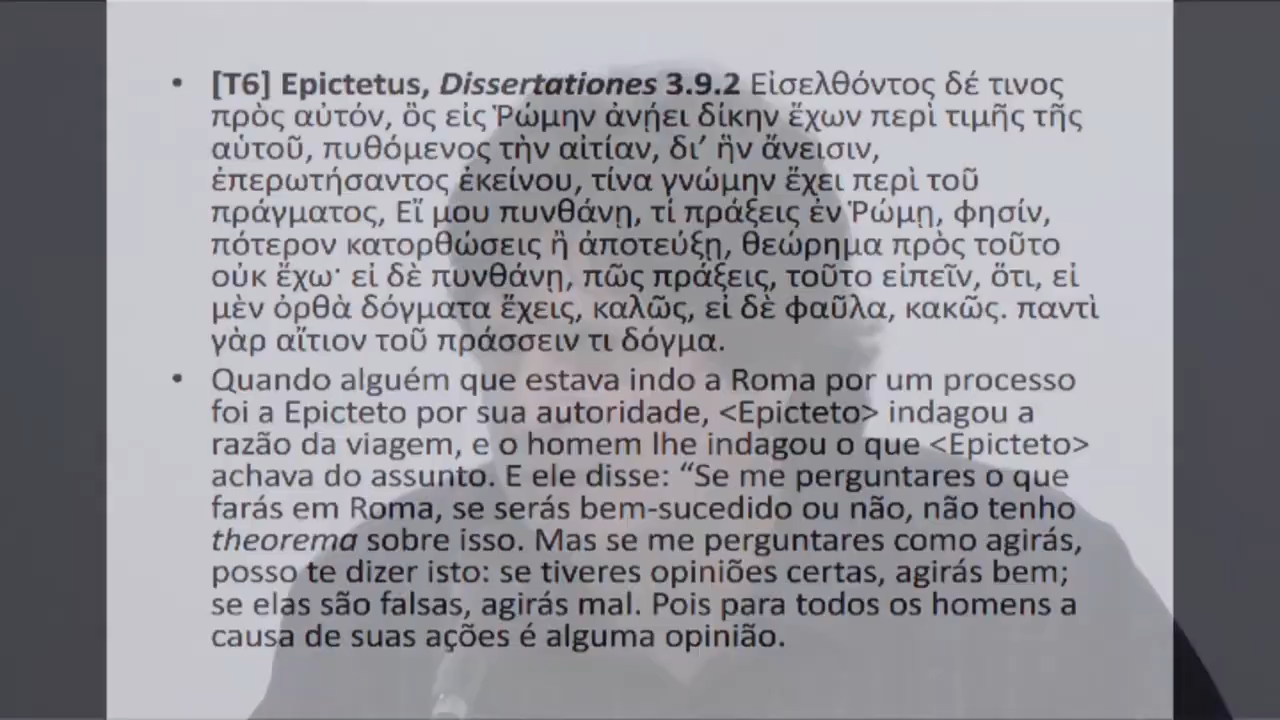 • [T6] Epictetus, Dissertationes 3.9.2 Εἰσελθόντος δέ τινος
πρὸς αὐτόν, ὃς εἰς Ῥώμην ἀνῄει δίκην ἔχων περὶ τιμῆς τῆς
αὑτοῦ, πυθόμενος τὴν αἰτίαν, δι’ ἣν ἄνεισιν,
ἐπερωτήσαντος ἐκείνου, τίνα γνώμην ἔχει περὶ τοῦ
πράγματος, Εἴ μου πυνθάνῃ, τί πράξεις ἐν Ῥώμῃ, φησίν,
πότερον κατορθώσεις ἢ ἀποτεύξῃ, θεώρημα πρὸς τοῦτο
οὐκ ἔχω· εἰ δὲ πυνθάνῃ, πῶς πράξεις, τοῦτο εἰπεῖν, ὅτι, εἰ
μὲν ὀρθὰ δόγματα ἔχεις, καλῶς, εἰ δὲ φαῦλα, κακῶς. παντὶ
γὰρ αἴτιον τοῦ πράσσειν τι δόγμα.
• Quando alguém que estava indo a Roma por um processo
foi a Epicteto por sua autoridade, <Epicteto> indagou a
razão da viagem, e o homem lhe indagou o que <Epicteto>
achava do assunto. E ele disse: “Se me perguntares o que
farás em Roma, se serás bem-sucedido ou não, não tenho
theorema sobre isso. Mas se me perguntares como agirás,
posso te dizer isto: se tiveres opiniões certas, agirás bem;
se elas são falsas, agirás mal. Pois para todos os homens a
causa de suas ações é alguma opinião.